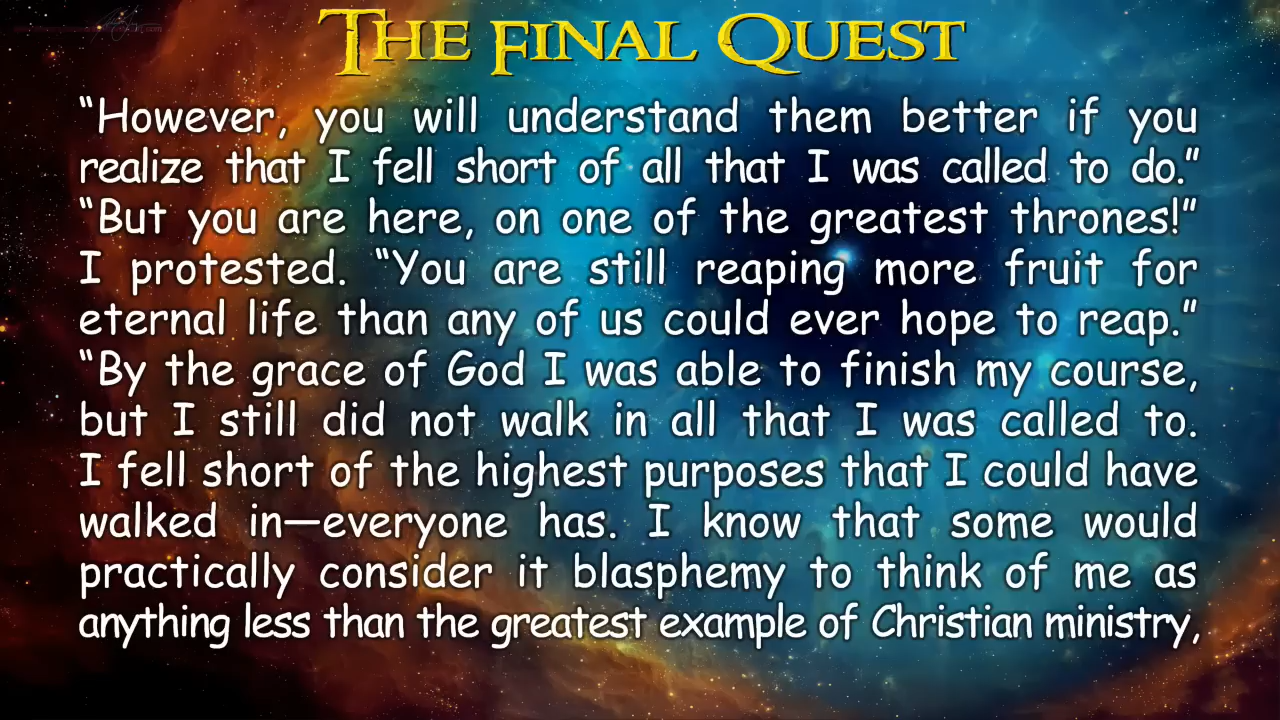 THE FINAL QUEST
“However, you will understand them better if you
realize that I fell short of all that I was called to do.”
“But you are here, on one of the greatest thrones!”
I protested. “You are still reaping more fruit for
eternal life than any of us could ever hope to reap.”
“By the grace of God I was able to finish my course,
but I still did not walk in all that I was called to.
I fell short of the highest purposes that I could have
walked in—everyone has. I know that some would
practically consider it blasphemy to think of me as
anything less than the greatest example of Christian ministry,